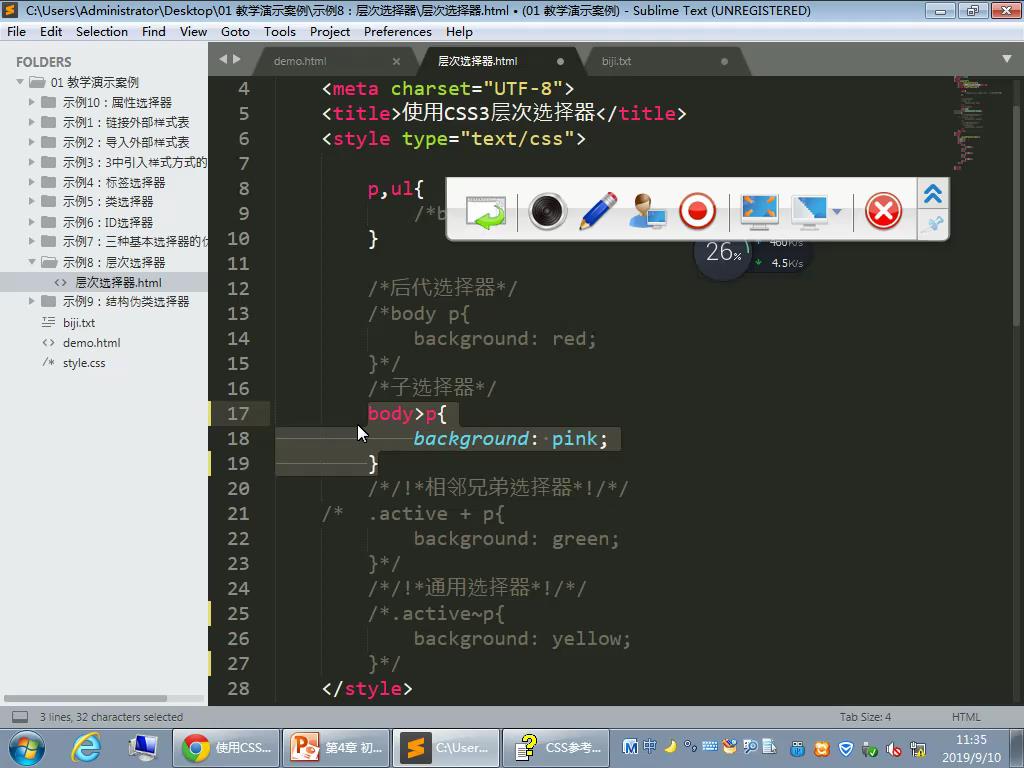 C:\Users\Administrator\Desktop\01 教学演示案例\示例8：层次选择器\层次选择器.html • (01 教学演示案例) - Sublime Text (UNREGISTERED)
File Edit Selection Find View Goto Tools Project Preferences Help
FOLDERS
01 教学演示案例
示例10：属性选择器
示例1：链接外部样式表
示例2：导入外部样式表
示例3：3中引入样式方式的
示例4：标签选择器
示例5：类选择器
示例6：ID选择器
示例7：三种基本选择器的优
示例8：层次选择器
<> 层次选择器.html
示例9：结构伪类选择器
biji.txt
<> demo.html
/* style.css
demo.html 层次选择器.html biji.txt
4 <meta charset="UTF-8">
5 <title>使用CSS3层次选择器</title>
6 <style type="text/css">
7
8 p,ul{
9 /*b
10 }
11
12 /*后代选择器*/
13 /*body p{
14 background: red;
15 }*/
16 /*子选择器*/
17 body>p{
18 background: pink;
19 }
20 /*/!*相邻兄弟选择器*!/*/
21 /* .active + p{
22 background: green;
23 }*/
24 /*/!*通用选择器*!/*/
25 /*.active~p{
26 background: yellow;
27 }*/
28 </style>
26%
460K/s
4.5K/s
3 lines, 32 characters selected
Tab Size: 4
HTML
使用CSS...
第4章 初...
C:\User...
CSS参考...
中
11:35
2019/9/10